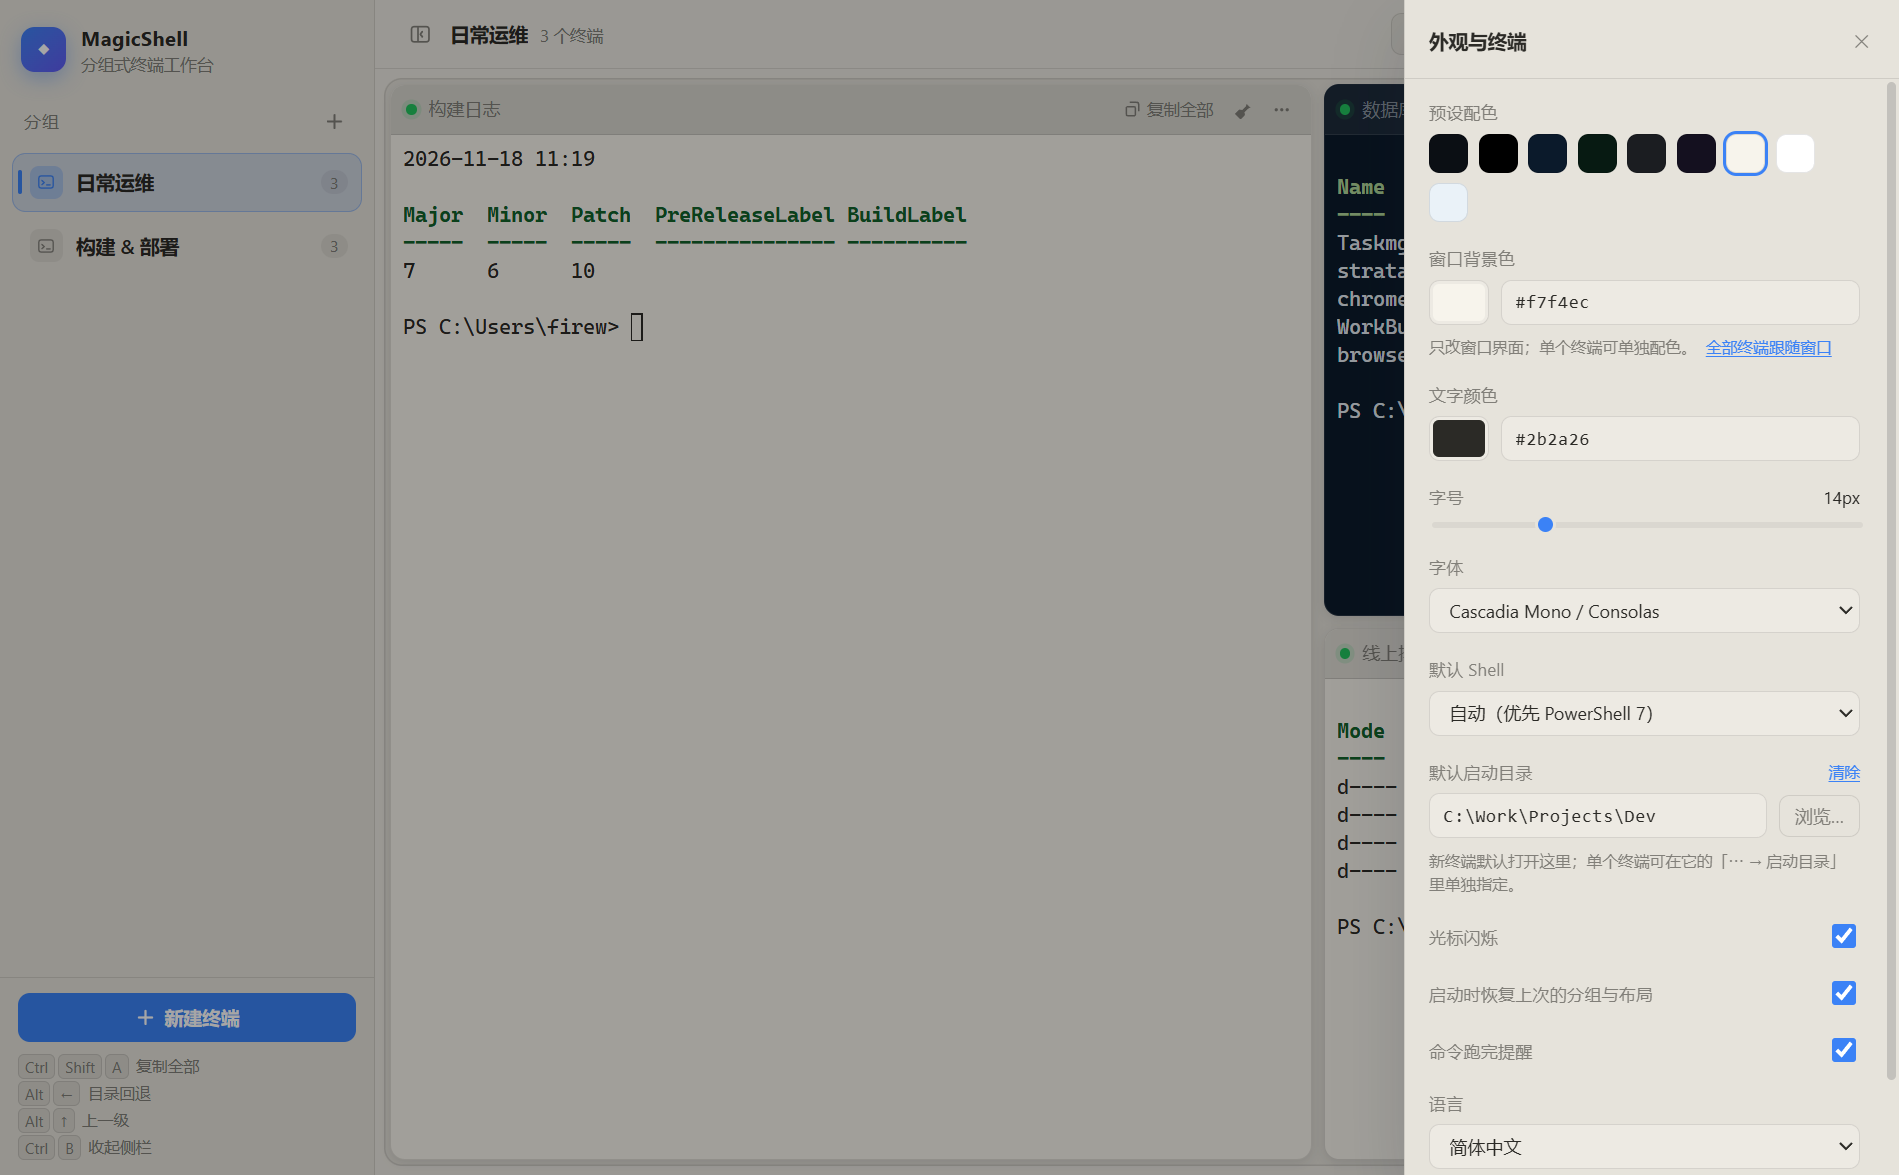 MagicShell
分组式终端工作台
分组
日常运维 3
构建 & 部署 3
新建终端
Ctrl Shift A 复制全部
Alt ← 目录回退
Alt ↑ 上一级
Ctrl B 收起侧栏
日常运维 3 个终端
构建日志 复制全部
2026-11-18 11:19
Major Minor Patch PreReleaseLabel BuildLabel
----- ----- ----- --------------- ----------
7 6 10
PS C:\Users\firew>
数据
Name
----
Taskmg
strata
chrome
WorkBu
browse
PS C:\
线上
Mode
----
d----
d----
d----
d----
PS C:\
外观与终端
预设配色
窗口背景色
#f7f4ec
只改窗口界面；单个终端可单独配色。 全部终端跟随窗口
文字颜色
#2b2a26
字号 14px
字体
Cascadia Mono / Consolas
默认 Shell
自动（优先 PowerShell 7）
默认启动目录 清除
C:\Work\Projects\Dev 浏览...
新终端默认打开这里；单个终端可在它的「··· → 启动目录」
里单独指定。
光标闪烁
启动时恢复上次的分组与布局
命令跑完提醒
语言
简体中文